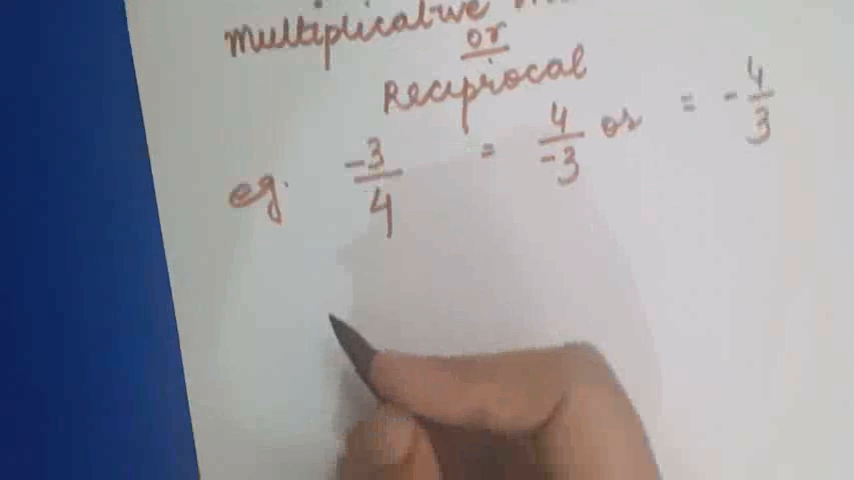 Multiplicative
or
Reciprocal
eg. -3/4 = 4/-3 or = -4/3